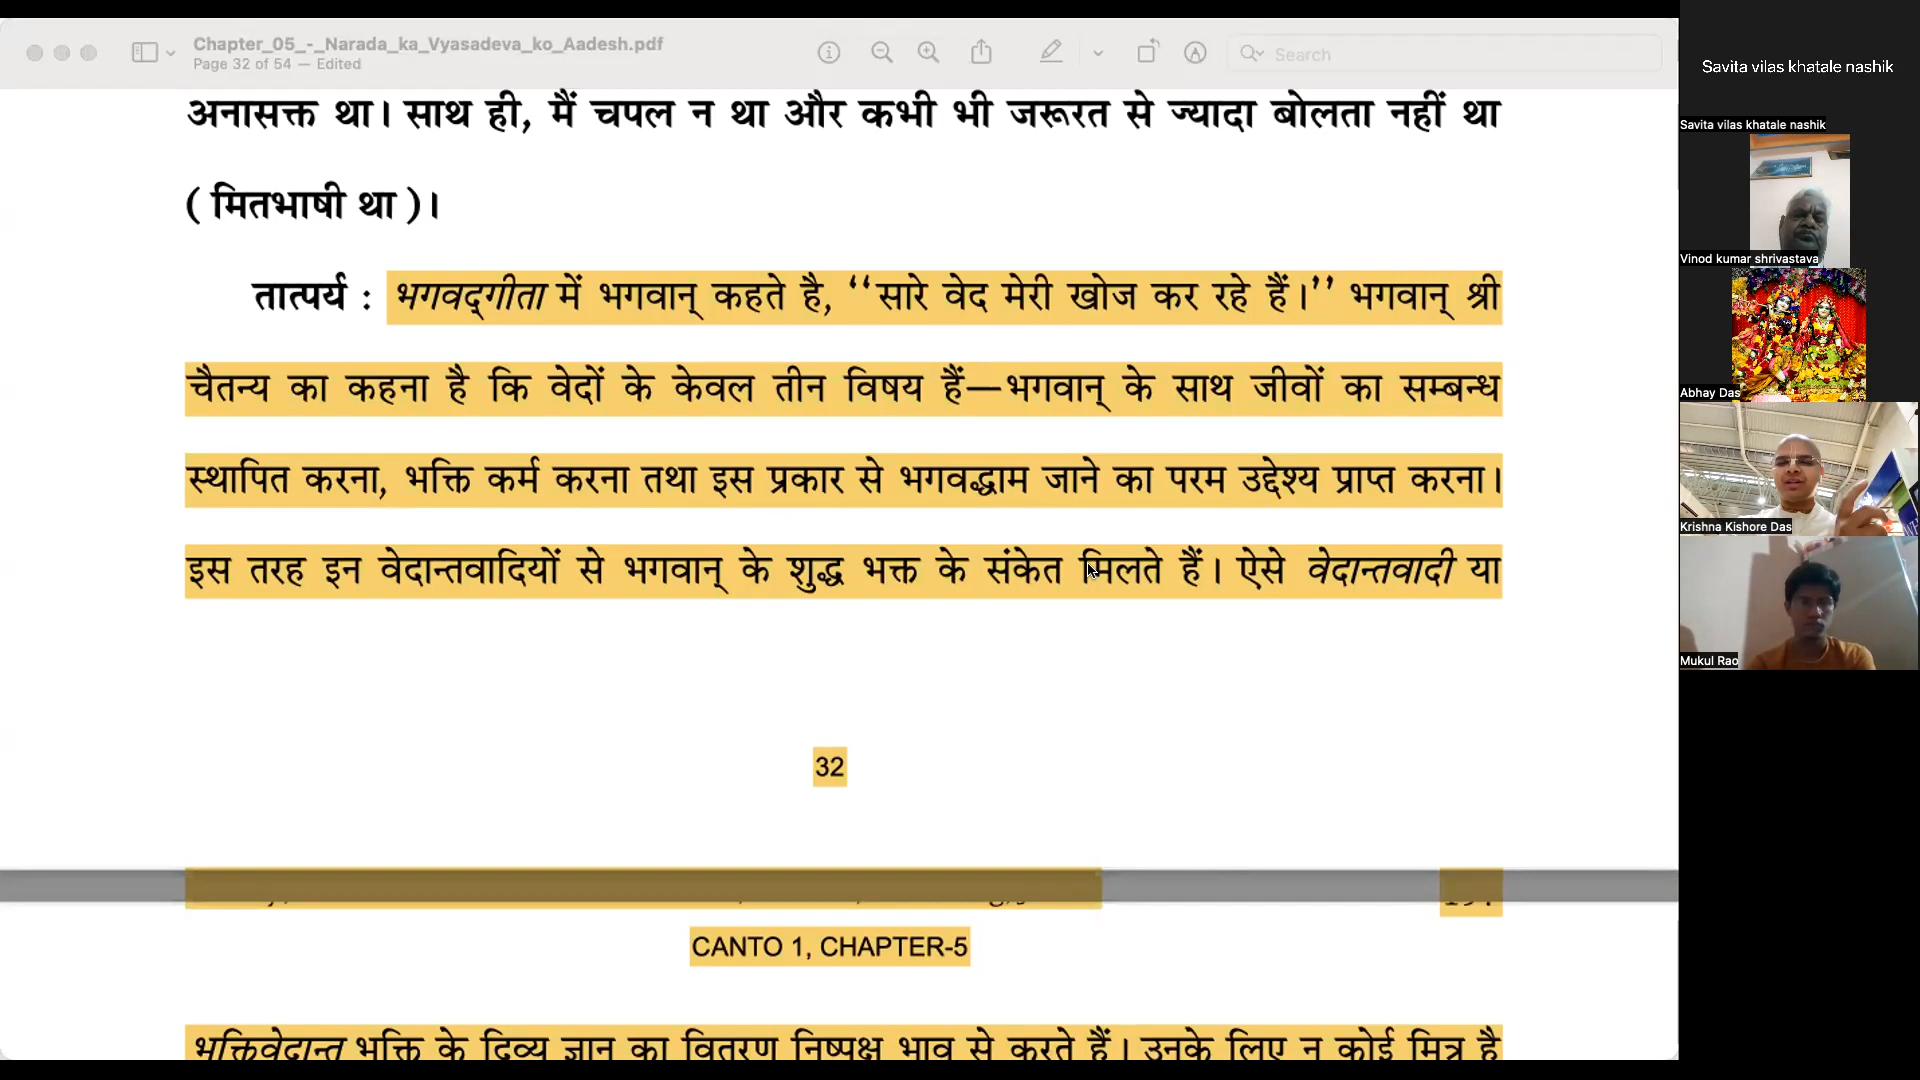 Chapter_05_-_Narada_ka_Vyasadeva_ko_Aadesh.pdf
Page 32 of 54 — Edited
Search
अनासक्त था। साथ ही, मैं चपल न था और कभी भी जरूरत से ज्यादा बोलता नहीं था
( मितभाषी था )।
तात्पर्य : भगवद्गीता में भगवान् कहते है, ‘‘सारे वेद मेरी खोज कर रहे हैं।’’ भगवान् श्री
चैतन्य का कहना है कि वेदों के केवल तीन विषय हैं—भगवान् के साथ जीवों का सम्बन्ध
स्थापित करना, भक्ति कर्म करना तथा इस प्रकार से भगवद्धाम जाने का परम उद्देश्य प्राप्त करना।
इस तरह इन वेदान्तवादियों से भगवान् के शुद्ध भक्त के संकेत मिलते हैं। ऐसे वेदान्तवादी या
32
CANTO 1, CHAPTER-5
भक्तिवेदान्त भक्ति के दिव्य ज्ञान का वितरण निष्पक्ष भाव से करते हैं। उनके लिए न कोई मित्र है
Savita vilas khatale nashik
Savita vilas khatale nashik
Vinod kumar shrivastava
Abhay Das
Krishna Kishore Das
Mukul Rao